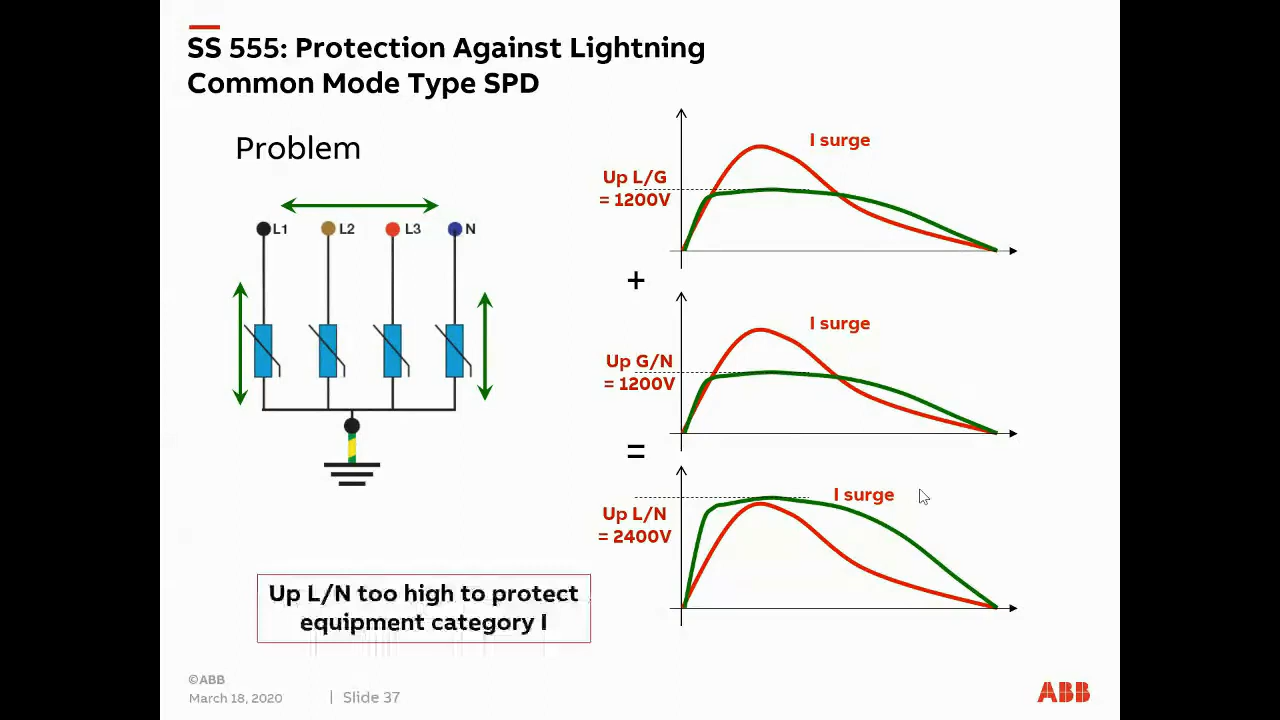 SS 555: Protection Against Lightning
Common Mode Type SPD
Problem
L1
L2
L3
N
Up L/G
= 1200V
I surge
+
Up G/N
= 1200V
I surge
=
Up L/N
= 2400V
I surge
Up L/N too high to protect
equipment category I
©ABB
March 18, 2020 | Slide 37
ABB